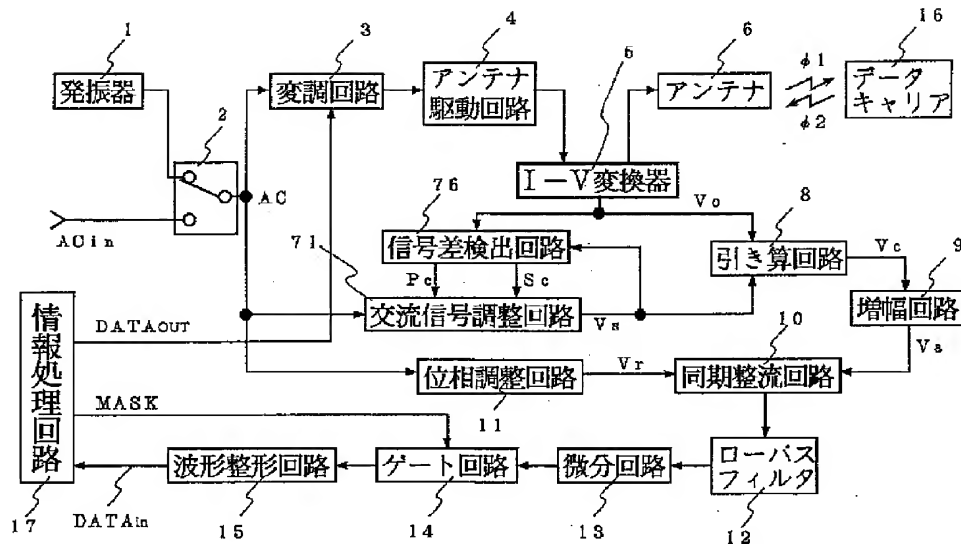 1
3
4
6
6
16
発振器
変調回路
アンテナ
駆動回路
アンテナ
φ1
φ2
データ
キャリア
2
AC
ACin
I－V変換器
Vo
76
信号差検出回路
8
引き算回路
Vc
9
71
Pc
Sc
交流信号調整回路
Vs
増幅回路
情報処理回路
DATAOUT
10
Va
位相調整回路
Vr
同期整流回路
11
MASK
波形整形回路
ゲート回路
微分回路
ローパス
フィルタ
17
DATAin
15
14
13
12